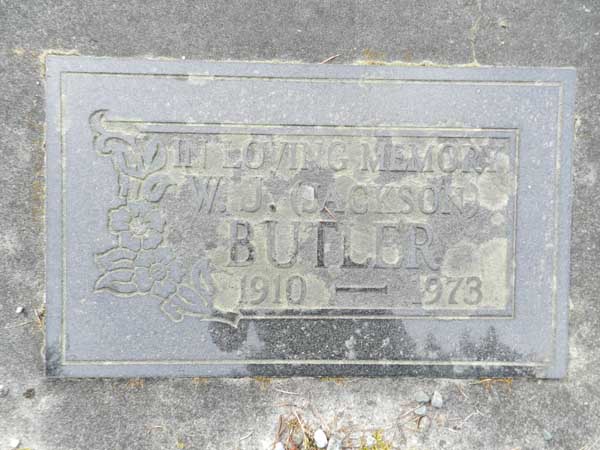 IN LOVING MEMORY
W. J. (JACKSON)
BUTLER
1910 — 1973